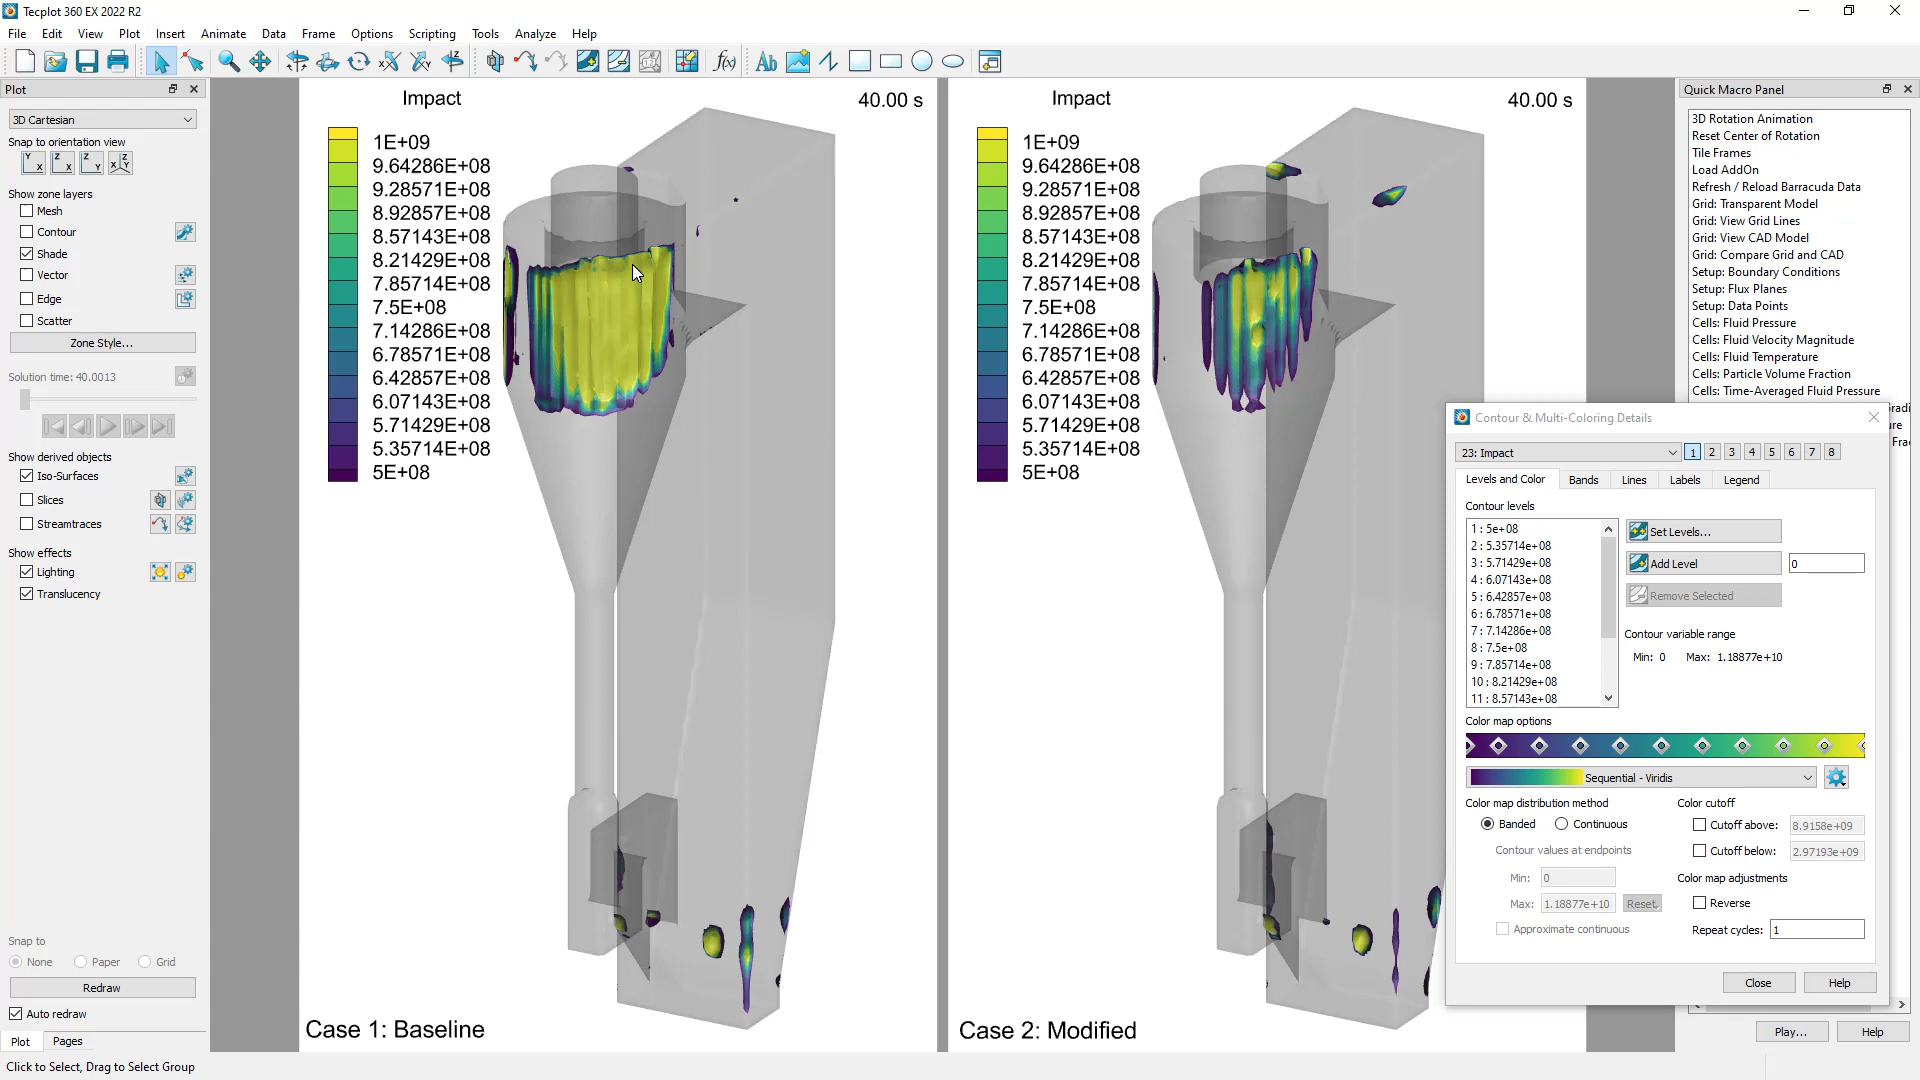 Tecplot 360 EX 2022 R2
File Edit View Plot Insert Animate Data Frame Options Scripting Tools Analyze Help
Plot
3D Cartesian
Snap to orientation view
Show zone layers
Mesh
Contour
Shade
Vector
Edge
Scatter
Zone Style...
Solution time: 40.0013
Show derived objects
Iso-Surfaces
Slices
Streamtraces
Show effects
Lighting
Translucency
Snap to
None Paper Grid
Redraw
Auto redraw
Plot Pages
Click to Select, Drag to Select Group
Impact
40.00 s
1E+09
9.64286E+08
9.28571E+08
8.92857E+08
8.57143E+08
8.21429E+08
7.85714E+08
7.5E+08
7.14286E+08
6.78571E+08
6.42857E+08
6.07143E+08
5.71429E+08
5.35714E+08
5E+08
Case 1: Baseline
Impact
40.00 s
1E+09
9.64286E+08
9.28571E+08
8.92857E+08
8.57143E+08
8.21429E+08
7.85714E+08
7.5E+08
7.14286E+08
6.78571E+08
6.42857E+08
6.07143E+08
5.71429E+08
5.35714E+08
5E+08
Case 2: Modified
Quick Macro Panel
3D Rotation Animation
Reset Center of Rotation
Tile Frames
Load AddOn
Refresh / Reload Barracuda Data
Grid: Transparent Model
Grid: View Grid Lines
Grid: View CAD Model
Grid: Compare Grid and CAD
Setup: Boundary Conditions
Setup: Flux Planes
Setup: Data Points
Cells: Fluid Pressure
Cells: Fluid Velocity Magnitude
Cells: Fluid Temperature
Cells: Particle Volume Fraction
Cells: Time-Averaged Fluid Pressure
Contour & Multi-Coloring Details
23: Impact
1 2 3 4 5 6 7 8
Levels and Color Bands Lines Labels Legend
Contour levels
1 : 5e+08
2 : 5.35714e+08
3 : 5.71429e+08
4 : 6.07143e+08
5 : 6.42857e+08
6 : 6.78571e+08
7 : 7.14286e+08
8 : 7.5e+08
9 : 7.85714e+08
10 : 8.21429e+08
11 : 8.57143e+08
Set Levels...
Add Level 0
Remove Selected
Contour variable range
Min: 0 Max: 1.18877e+10
Color map options
Sequential - Viridis
Color map distribution method
Banded Continuous
Contour values at endpoints
Min: 0
Max: 1.18877e+10 Reset
Approximate continuous
Color cutoff
Cutoff above: 8.9158e+09
Cutoff below: 2.97193e+09
Color map adjustments
Reverse
Repeat cycles: 1
Close Help
Play... Help